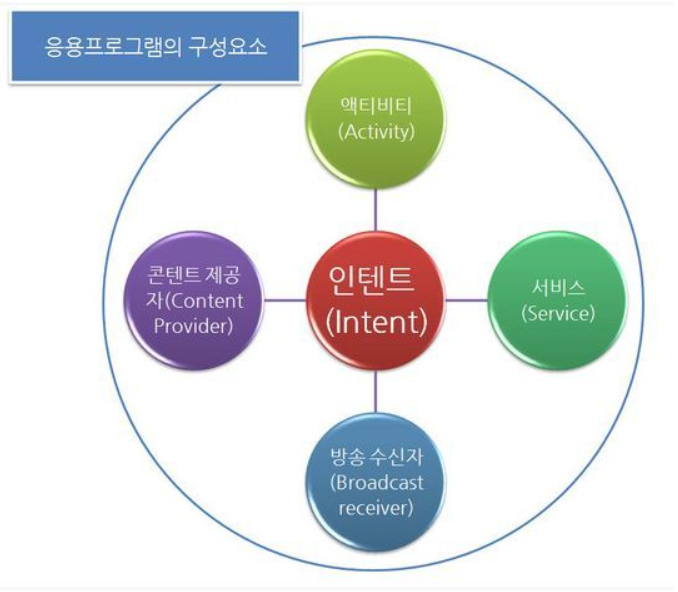 응용프로그램의 구성요소
액티비티
(Activity)
콘텐트 제공
자(Content
Provider)
인텐트
(Intent)
서비스
(Service)
방송 수신자
(Broadcast
receiver)